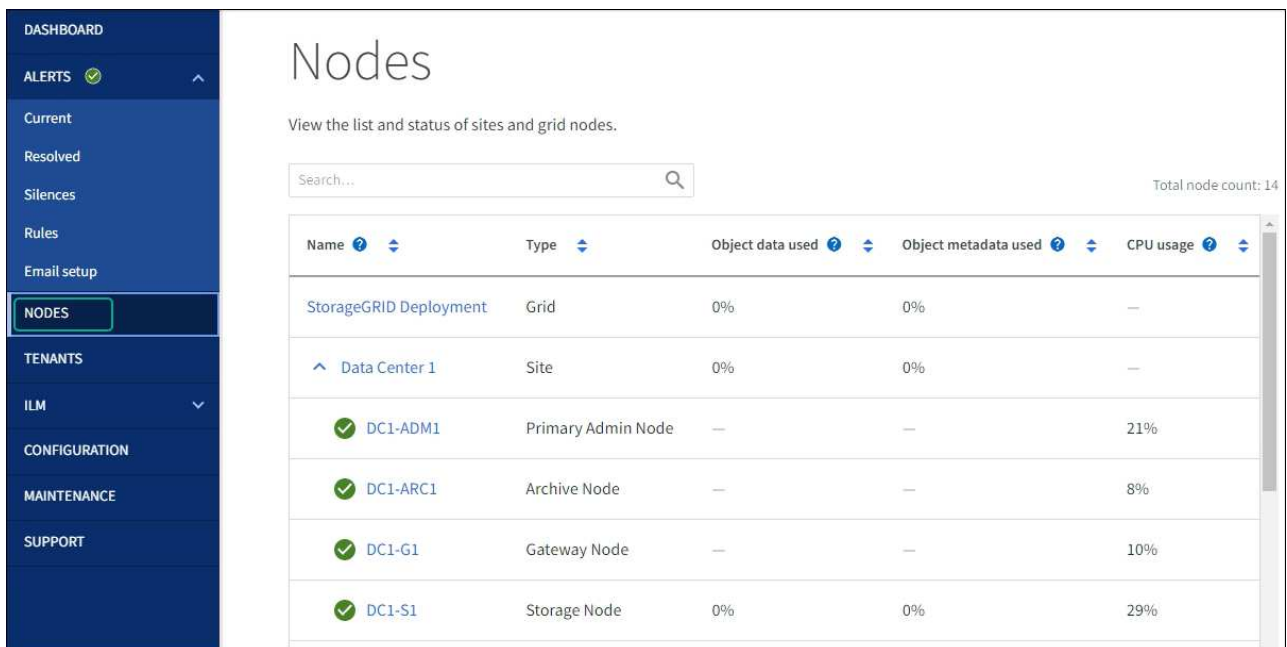 DASHBOARD
ALERTS
Current
Resolved
Silences
Rules
Email setup
NODES
TENANTS
ILM
CONFIGURATION
MAINTENANCE
SUPPORT
Nodes
View the list and status of sites and grid nodes.
Search...
Total node count: 14
Name ? Type Object data used ? Object metadata used ? CPU usage ?
StorageGRID Deployment Grid 0% 0% —
Data Center 1 Site 0% 0% —
DC1-ADM1 Primary Admin Node — — 21%
DC1-ARC1 Archive Node — — 8%
DC1-G1 Gateway Node — — 10%
DC1-S1 Storage Node 0% 0% 29%